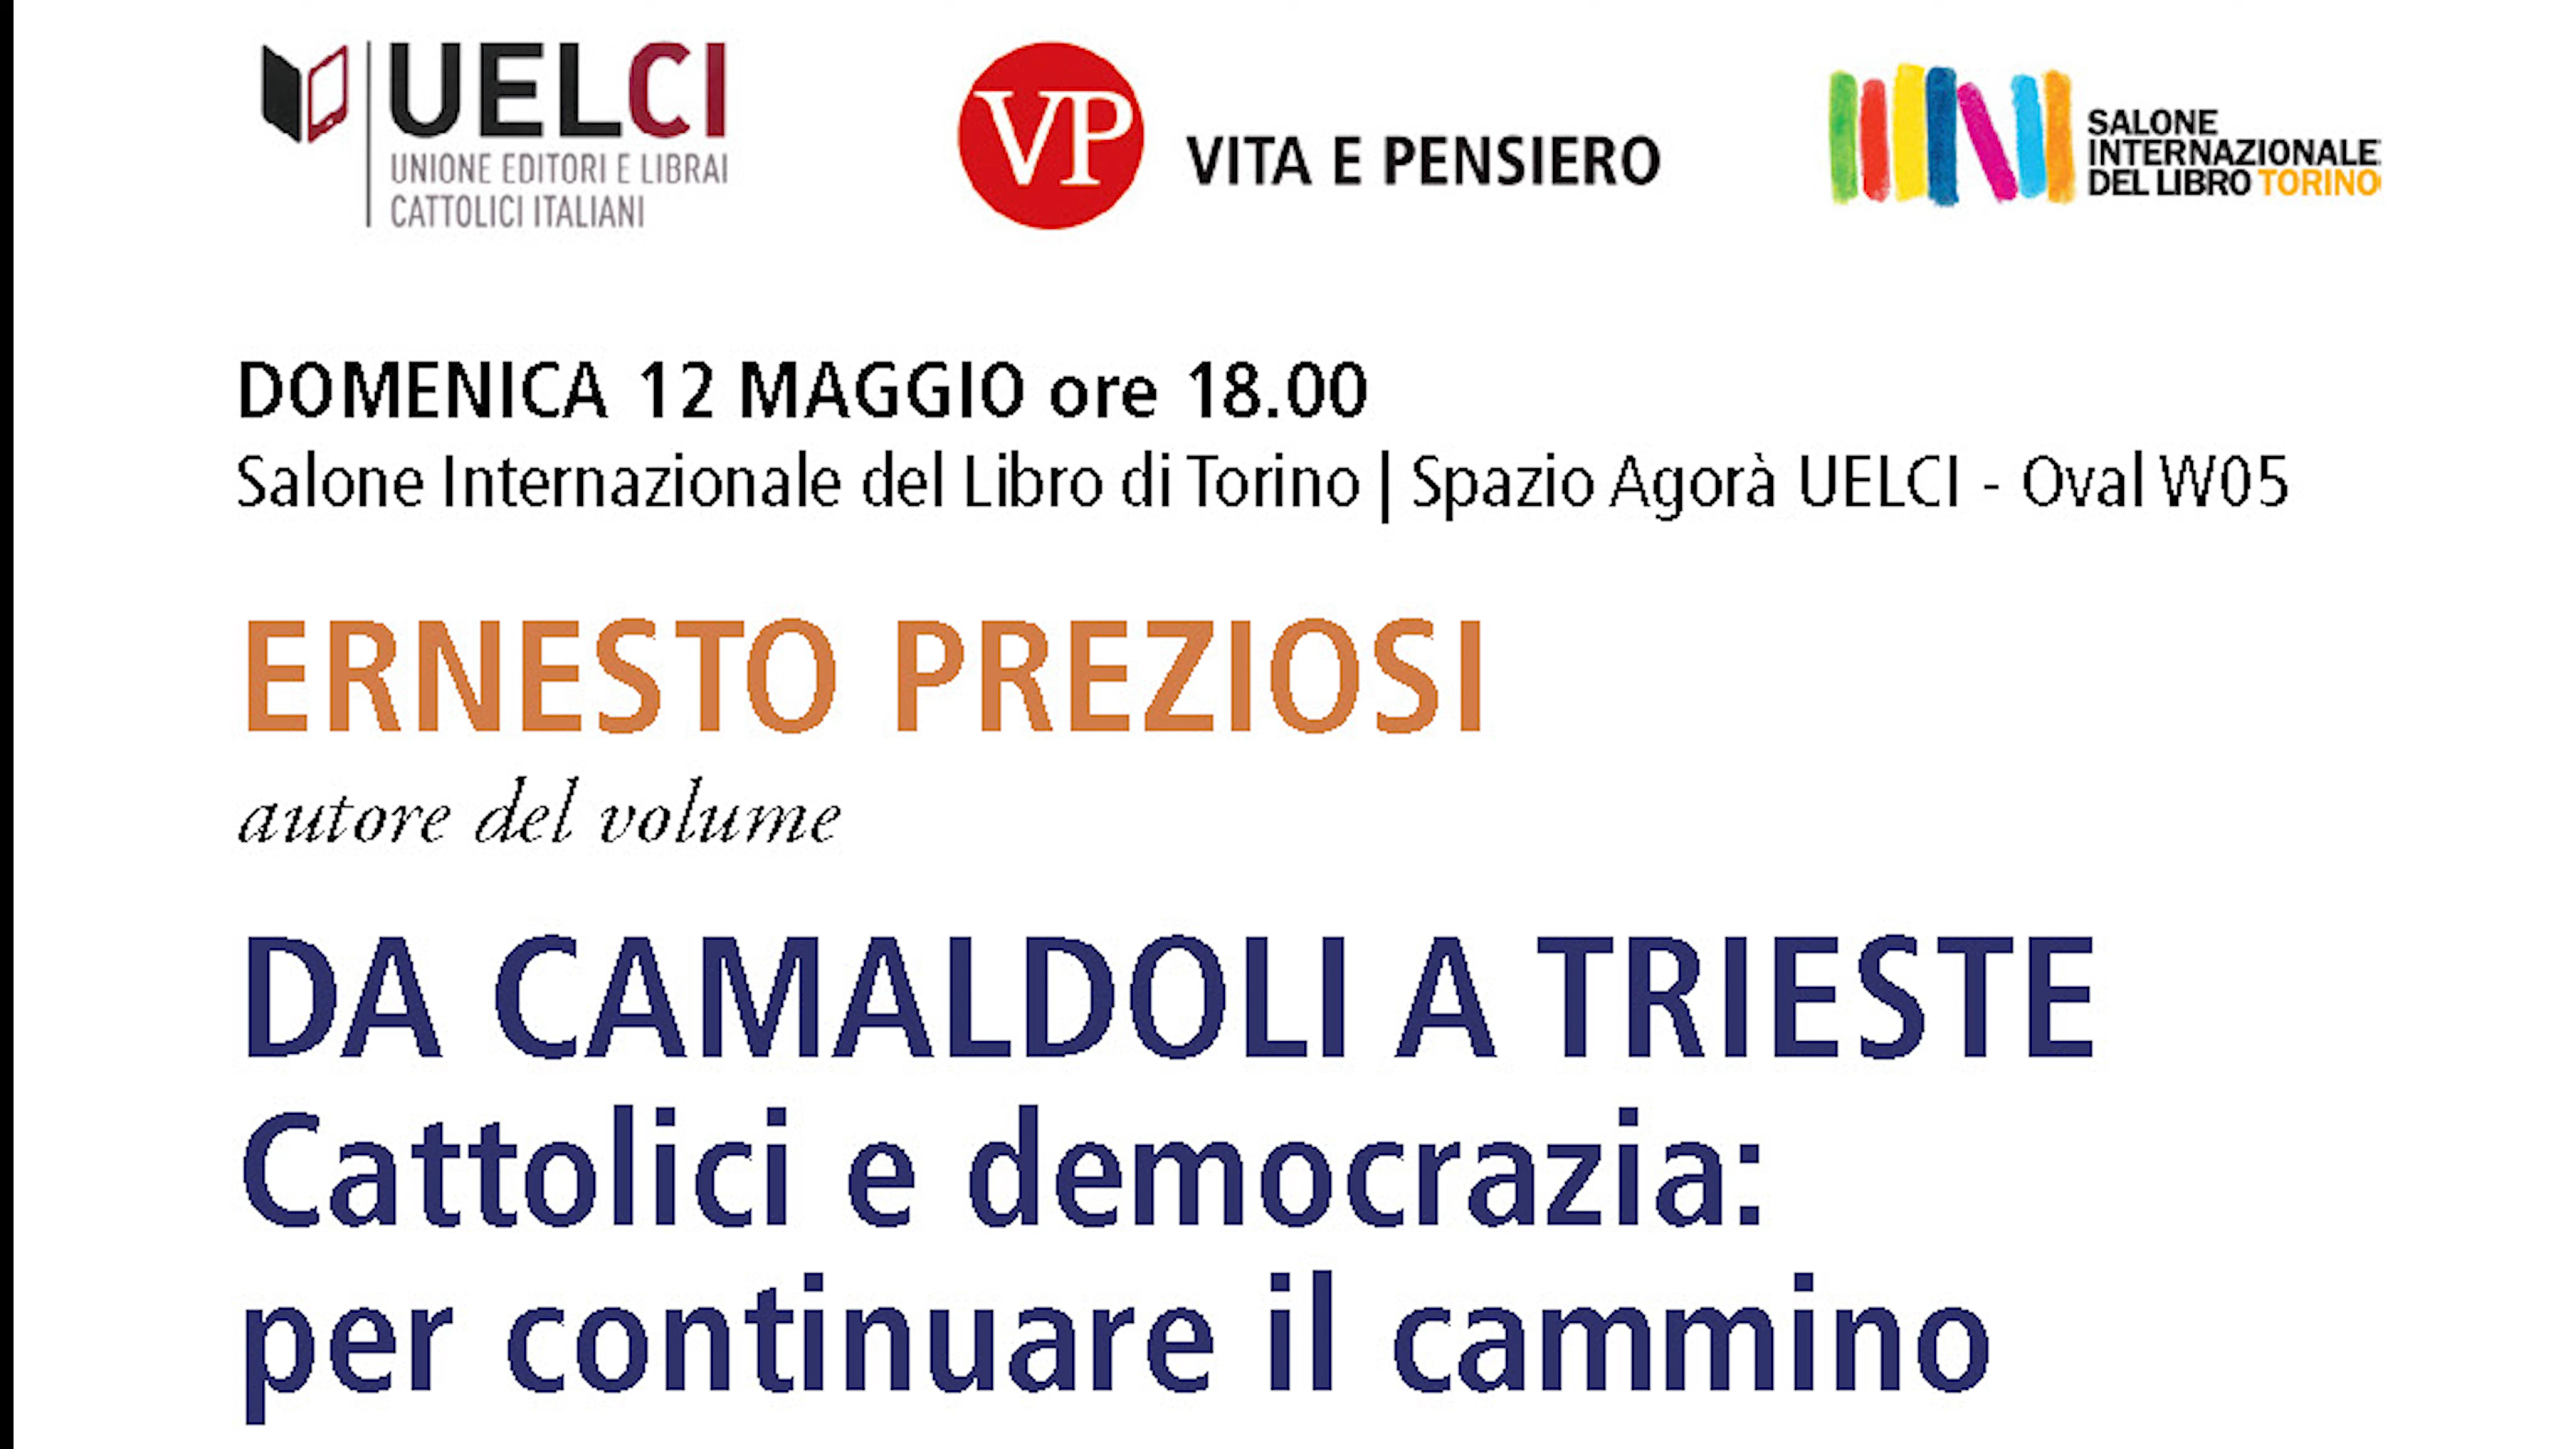 UELCI
UNIONE EDITORI E LIBRAI
CATTOLICI ITALIANI
VP
VITA E PENSIERO
SALONE
INTERNAZIONALE
DEL LIBRO TORINO
DOMENICA 12 MAGGIO ore 18.00
Salone Internazionale del Libro di Torino | Spazio Agorà UELCI - Oval W05
ERNESTO PREZIOSI
autore del volume
DA CAMALDOLI A TRIESTE
Cattolici e democrazia:
per continuare il cammino